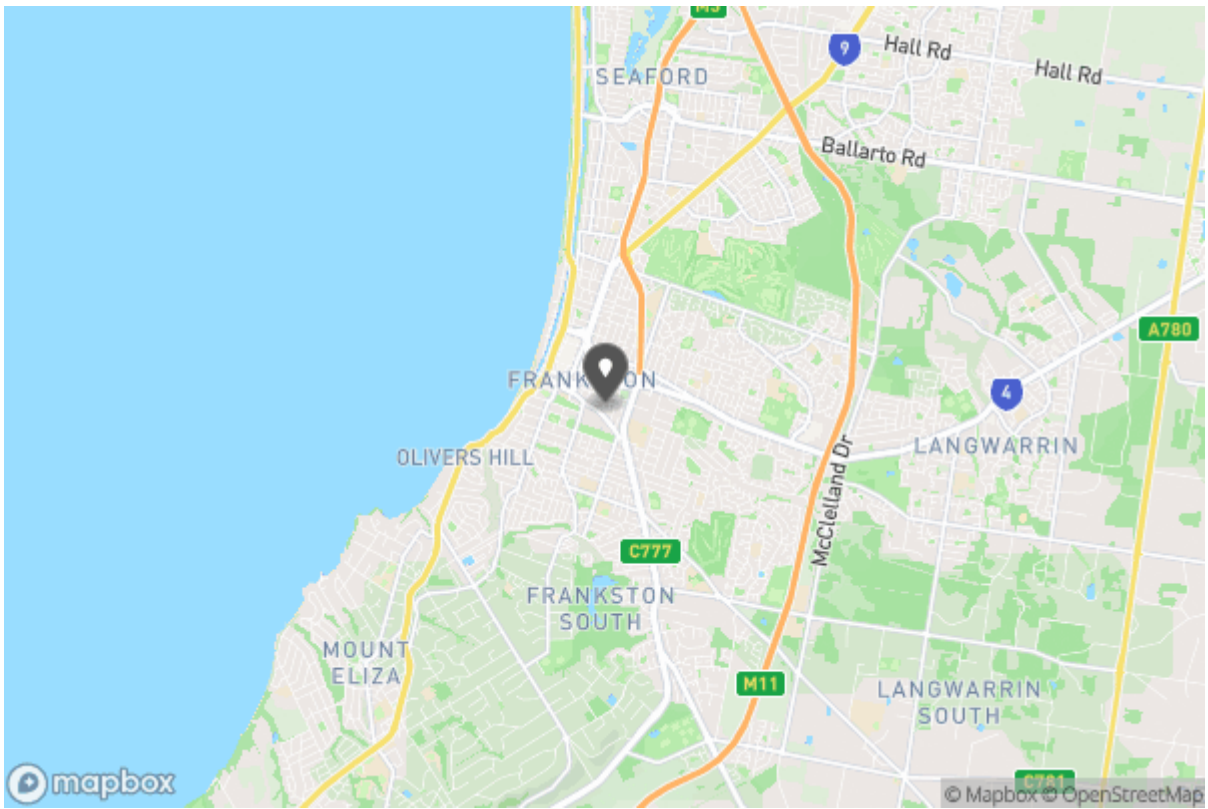 M3
9
Hall Rd
Hall Rd
SEAFORD
Ballarto Rd
A780
FRANKSTON
4
LANGWARRIN
OLIVERS HILL
McClelland Dr
C777
FRANKSTON
SOUTH
MOUNT
ELIZA
M11
LANGWARRIN
SOUTH
C781
mapbox
© Mapbox © OpenStreetMap